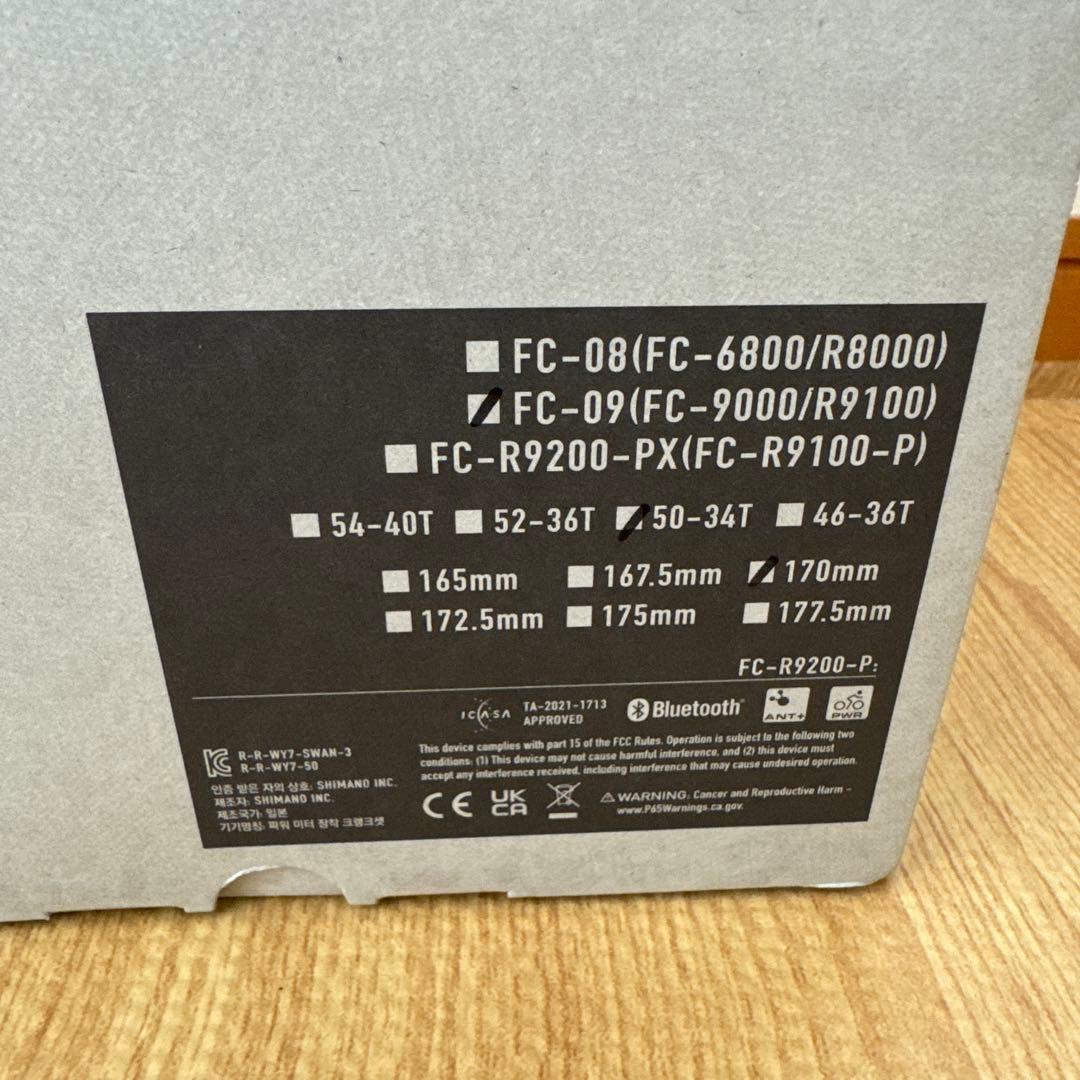 FC-08(FC-6800/R8000)
FC-09(FC-9000/R9100)
FC-R9200-PX(FC-R9100-P)
54-40T 52-36T 50-34T 46-36T
165mm 167.5mm 170mm
172.5mm 175mm 177.5mm
FC-R9200-P:
ICASA TA-2021-1713 APPROVED Bluetooth ANT+ PWR
R-R-WY7-SWAN-3
R-R-WY7-50
인증 받은 자의 상호: SHIMANO INC.
제조자: SHIMANO INC.
제조국가: 일본
기기명칭: 파워 미터 장착 크랭크셋
This device complies with part 15 of the FCC Rules. Operation is subject to the following two
conditions: (1) This device may not cause harmful interference, and (2) this device must
accept any interference received, including interference that may cause undesired operation.
CE UK CA
WARNING: Cancer and Reproductive Harm -
www.P65Warnings.ca.gov.